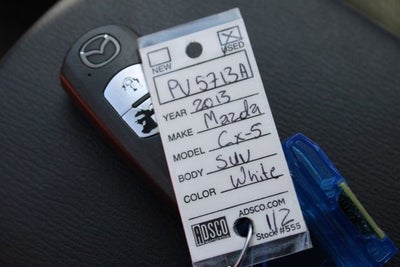 NEW USED
PV5713A
YEAR 2013
MAKE Mazda
MODEL Cx-5
BODY SUV
COLOR White
ADSCO.COM
ADSCO 1/2
Stock #555